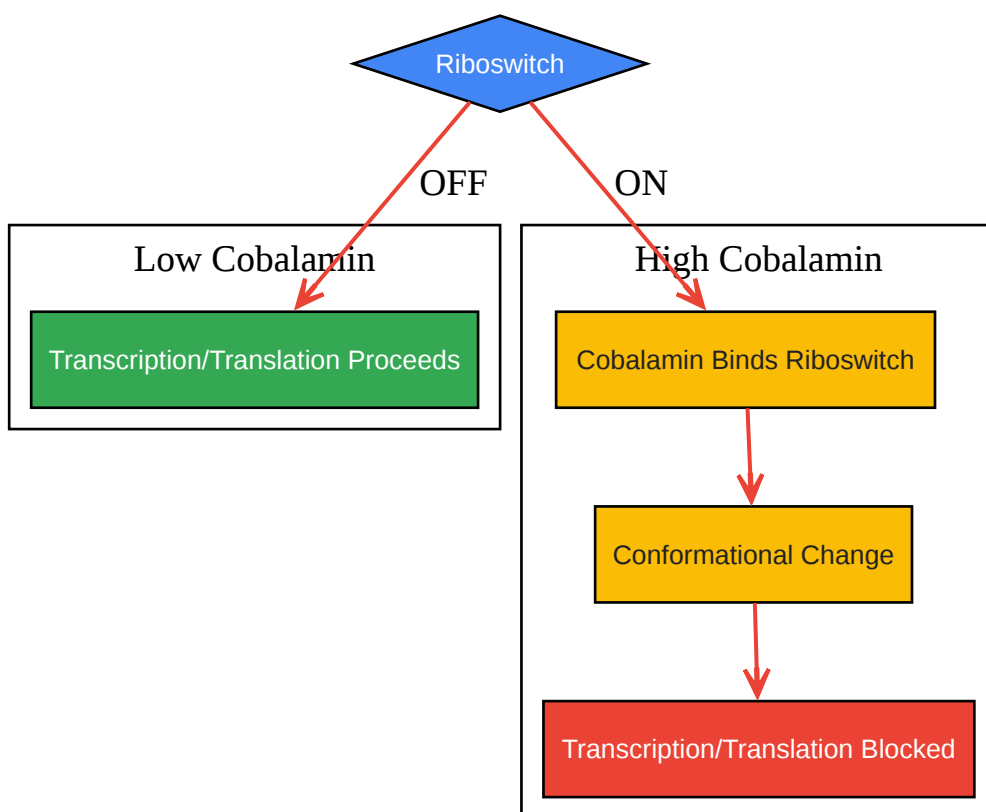 Riboswitch
OFF
ON
Low Cobalamin
High Cobalamin
Transcription/Translation Proceeds
Cobalamin Binds Riboswitch
Conformational Change
Transcription/Translation Blocked